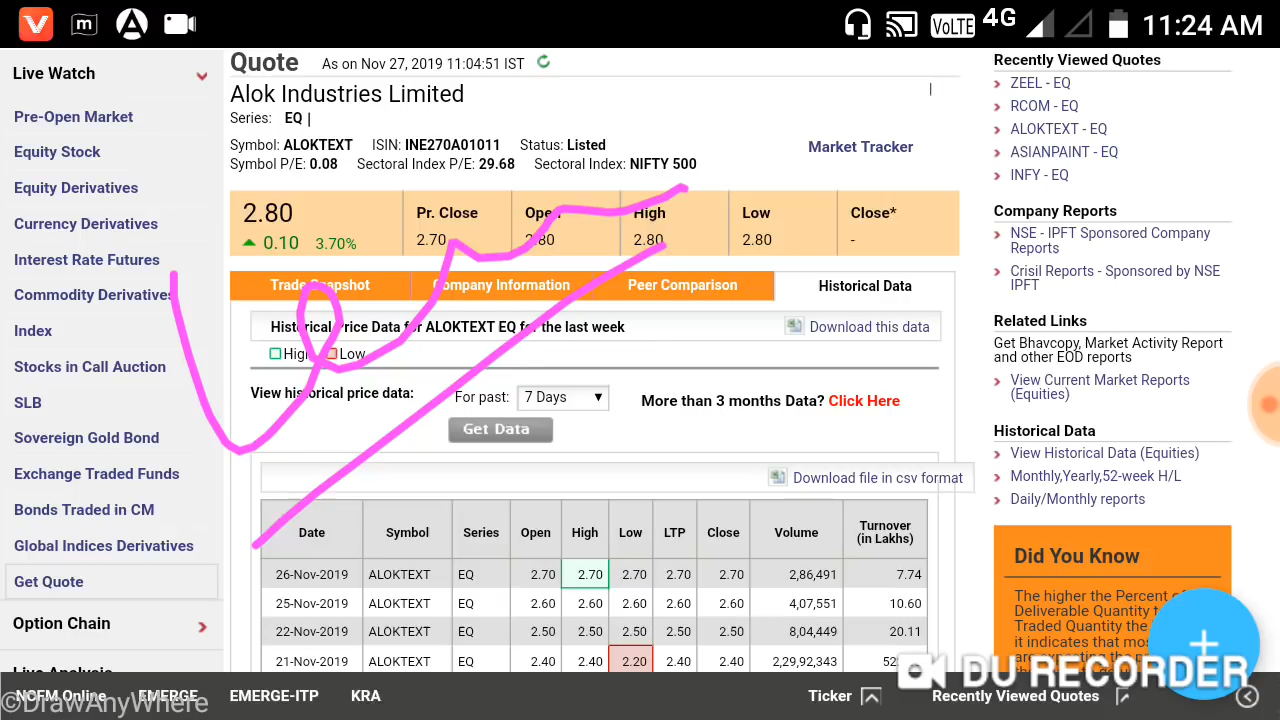 VoLTE 4G 11:24 AM
Live Watch
Pre-Open Market
Equity Stock
Equity Derivatives
Currency Derivatives
Interest Rate Futures
Commodity Derivatives
Index
Stocks in Call Auction
SLB
Sovereign Gold Bond
Exchange Traded Funds
Bonds Traded in CM
Global Indices Derivatives
Get Quote
Option Chain
Live Analysis
Quote As on Nov 27, 2019 11:04:51 IST
Alok Industries Limited
Series: EQ |
Symbol: ALOKTEXT ISIN: INE270A01011 Status: Listed
Symbol P/E: 0.08 Sectoral Index P/E: 29.68 Sectoral Index: NIFTY 500
Market Tracker
2.80 Pr. Close Open High Low Close*
0.10 3.70% 2.70 2.80 2.80 2.80 -
Trade Snapshot Company Information Peer Comparison Historical Data
Historical Price Data for ALOKTEXT EQ for the last week Download this data
High Low
View historical price data: For past: 7 Days More than 3 months Data? Click Here
Get Data
Download file in csv format
Date Symbol Series Open High Low LTP Close Volume Turnover (in Lakhs)
26-Nov-2019 ALOKTEXT EQ 2.70 2.70 2.70 2.70 2.70 2,86,491 7.74
25-Nov-2019 ALOKTEXT EQ 2.60 2.60 2.60 2.60 2.60 4,07,551 10.60
22-Nov-2019 ALOKTEXT EQ 2.50 2.50 2.50 2.50 2.50 8,04,449 20.11
21-Nov-2019 ALOKTEXT EQ 2.40 2.40 2.20 2.40 2.40 2,29,92,343
Recently Viewed Quotes
ZEEL - EQ
RCOM - EQ
ALOKTEXT - EQ
ASIANPAINT - EQ
INFY - EQ
Company Reports
NSE - IPFT Sponsored Company
Reports
Crisil Reports - Sponsored by NSE
IPFT
Related Links
Get Bhavcopy, Market Activity Report
and other EOD reports
View Current Market Reports
(Equities)
Historical Data
View Historical Data (Equities)
Monthly,Yearly,52-week H/L
Daily/Monthly reports
Did You Know
The higher the Percent of
Deliverable Quantity to
Traded Quantity the
it indicates that most
are expecting the
DU RECORDER
NCFM Online EMERGE EMERGE-ITP KRA Ticker Recently Viewed Quotes
©DrawAnyWhere